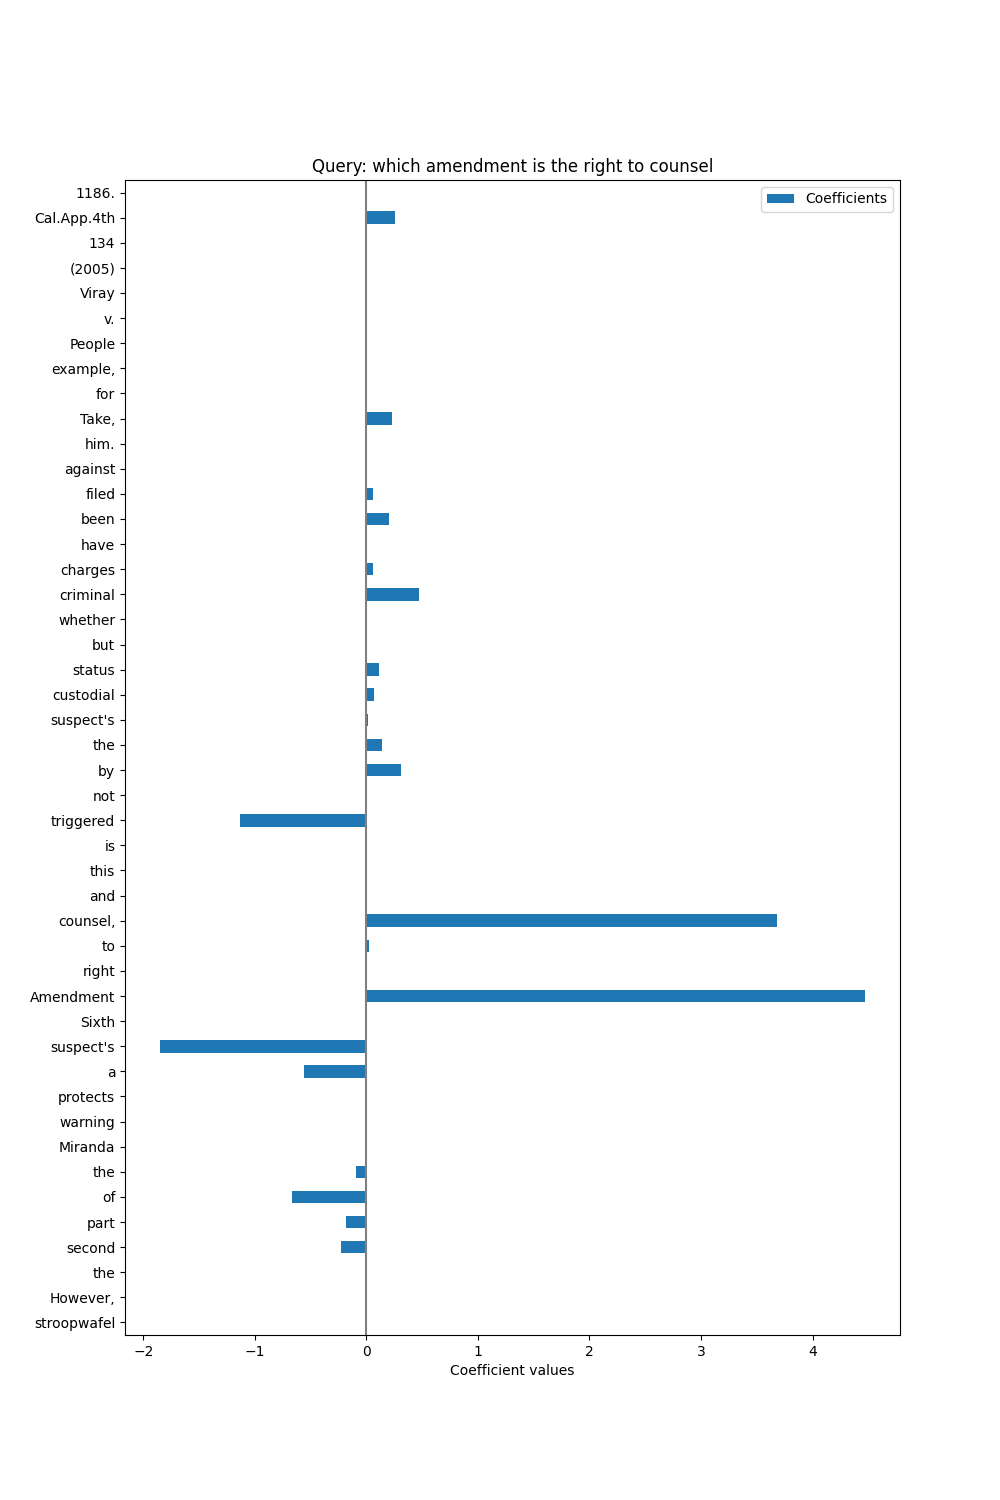 Query: which amendment is the right to counsel
Coefficients
1186.
Cal.App.4th
134
(2005)
Viray
v.
People
example,
for
Take,
him.
against
filed
been
have
charges
criminal
whether
but
status
custodial
suspect's
the
by
not
triggered
is
this
and
counsel,
to
right
Amendment
Sixth
suspect's
a
protects
warning
Miranda
the
of
part
second
the
However,
stroopwafel
−2 −1 0 1 2 3 4
Coefficient values